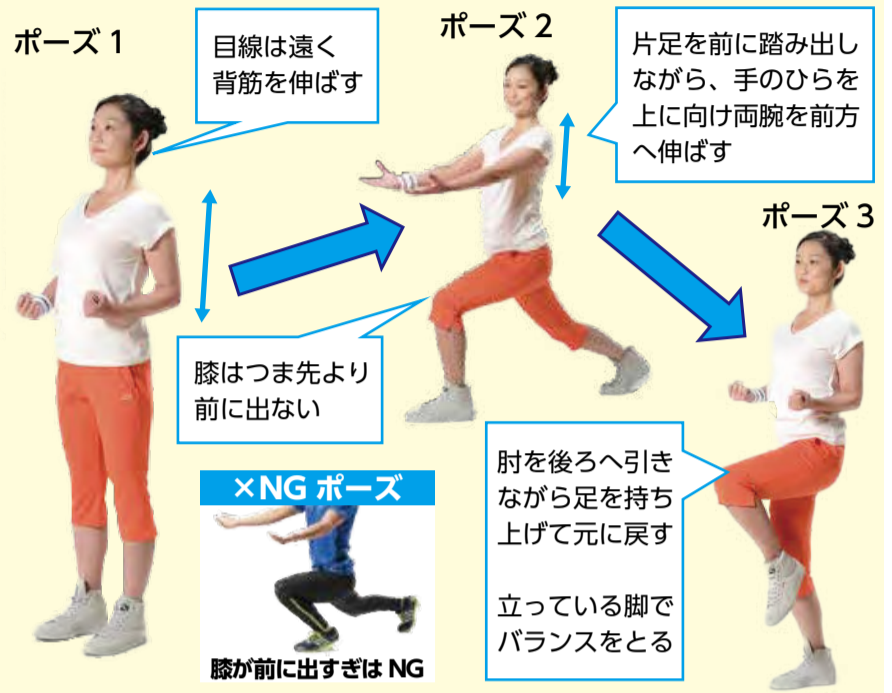 ポーズ 1
目線は遠く
背筋を伸ばす
ポーズ 2
片足を前に踏み出し
ながら、手のひらを
上に向け両腕を前方
へ伸ばす
ポーズ 3
膝はつま先より
前に出ない
×NG ポーズ
膝が前に出すぎは NG
肘を後ろへ引き
ながら足を持ち
上げて元に戻す
立っている脚で
バランスをとる